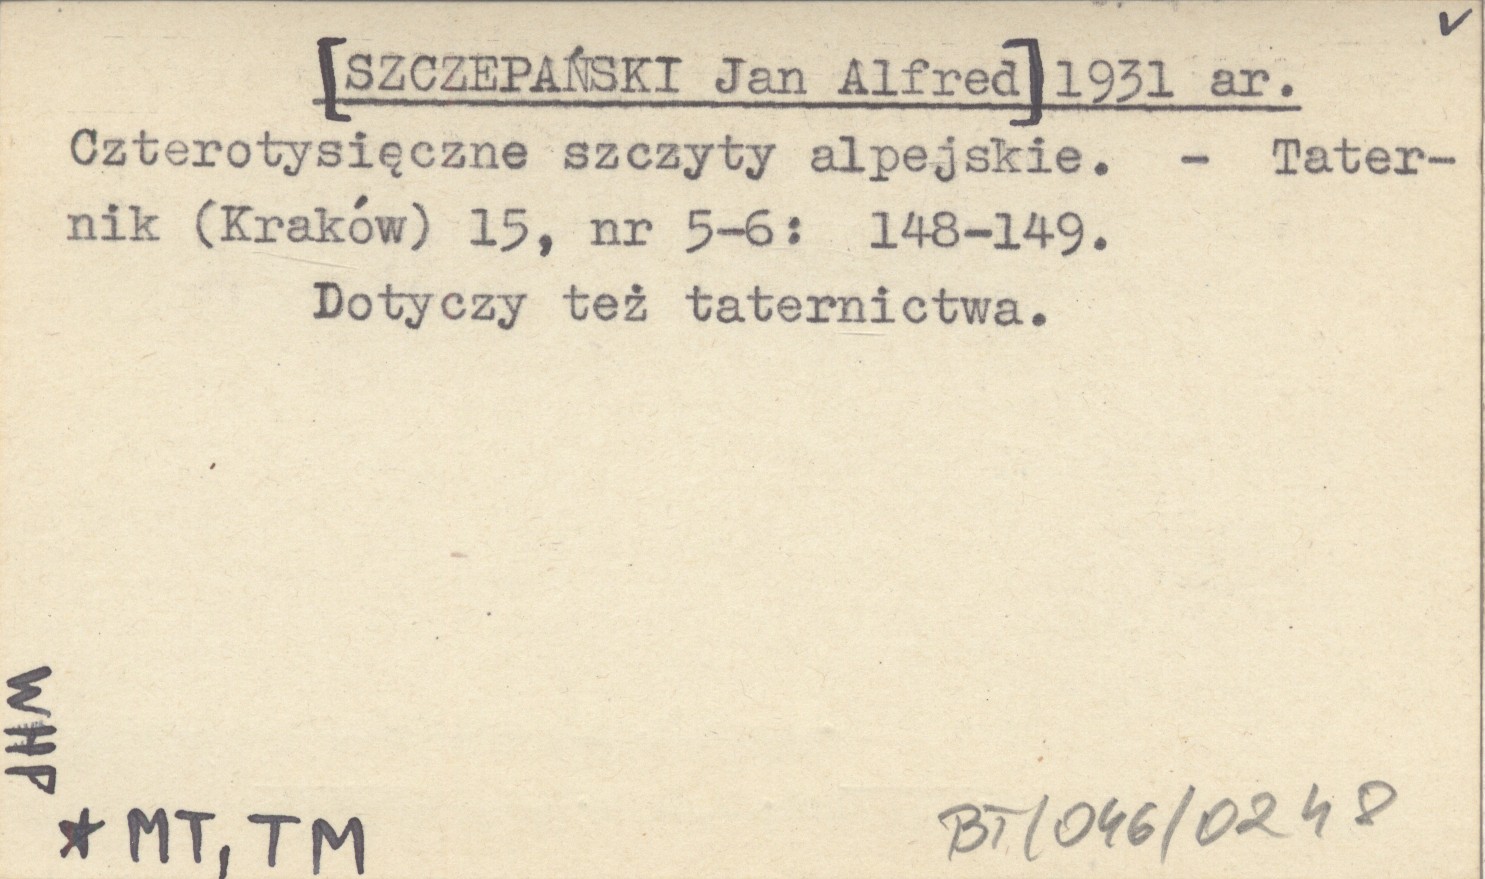 ✓
[SZCZEPAŃSKI Jan Alfred] 1931 ar.
Czterotysięczne szczyty alpejskie. - Tater-
nik (Kraków) 15, nr 5-6: 148-149.
Dotyczy też taternictwa.
WHP
* MT, TM
BT/046/0248